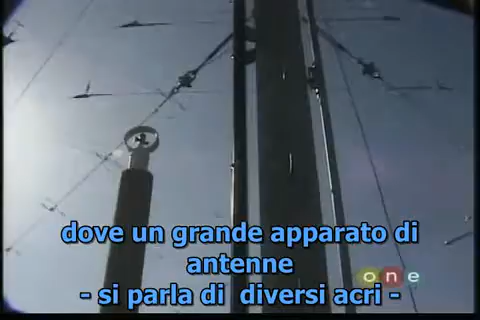 dove un grande apparato di
antenne
- si parla di  diversi acri -
one